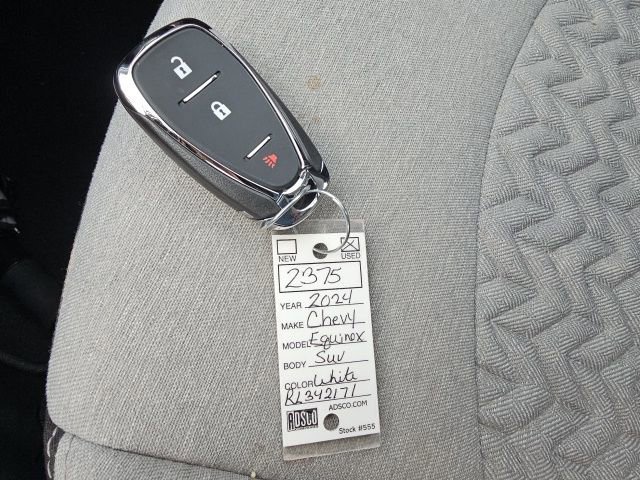 NEW USED
2375
YEAR 2024
MAKE Chevy
MODEL Equinox
BODY Suv
COLOR White
RL342171
ADSCO ADSCO.COM
Stock #555